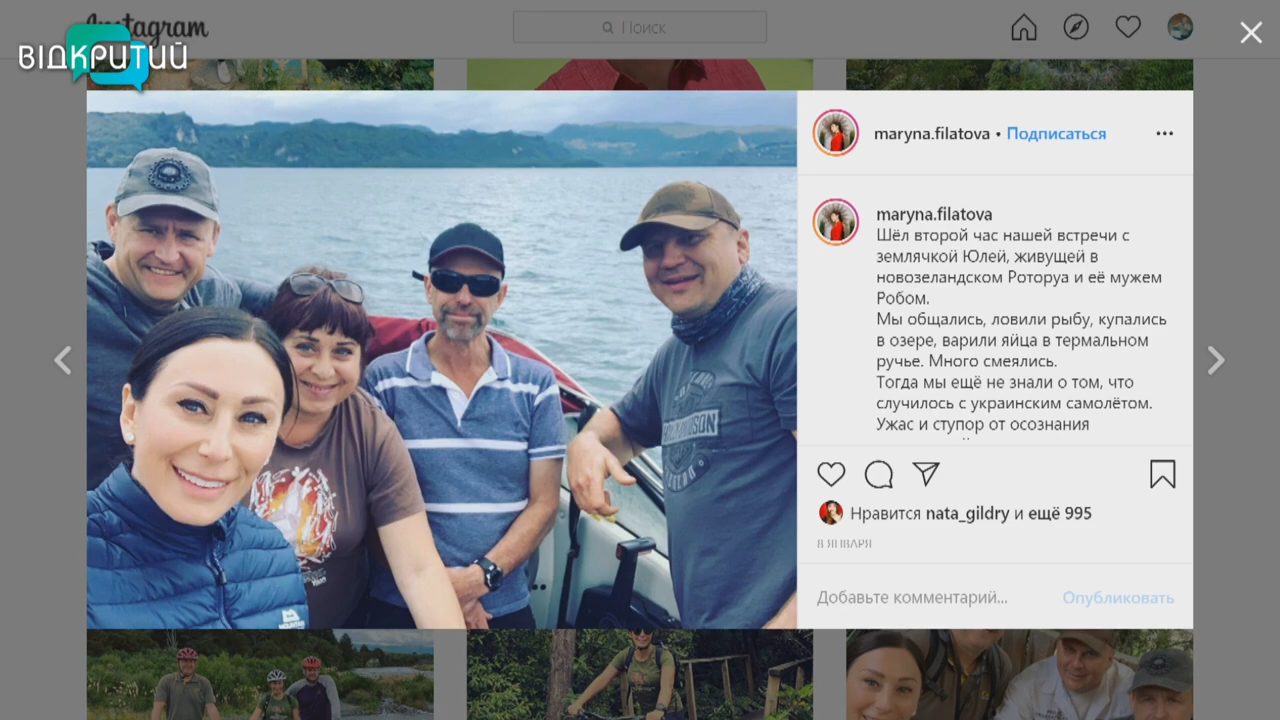 Instagram
ВІДКРИТИЙ
Поиск
maryna.filatova • Подписаться
maryna.filatova
Шёл второй час нашей встречи с
землячкой Юлей, живущей в
новозеландском Роторуа и её мужем
Робом.
Мы общались, ловили рыбу, купались
в озере, варили яйца в термальном
ручье. Много смеялись.
Тогда мы ещё не знали о том, что
случилось с украинским самолётом.
Ужас и ступор от осознания
Нравится nata_gildry и ещё 995
8 ЯНВАРЯ
Добавьте комментарий...
Опубликовать